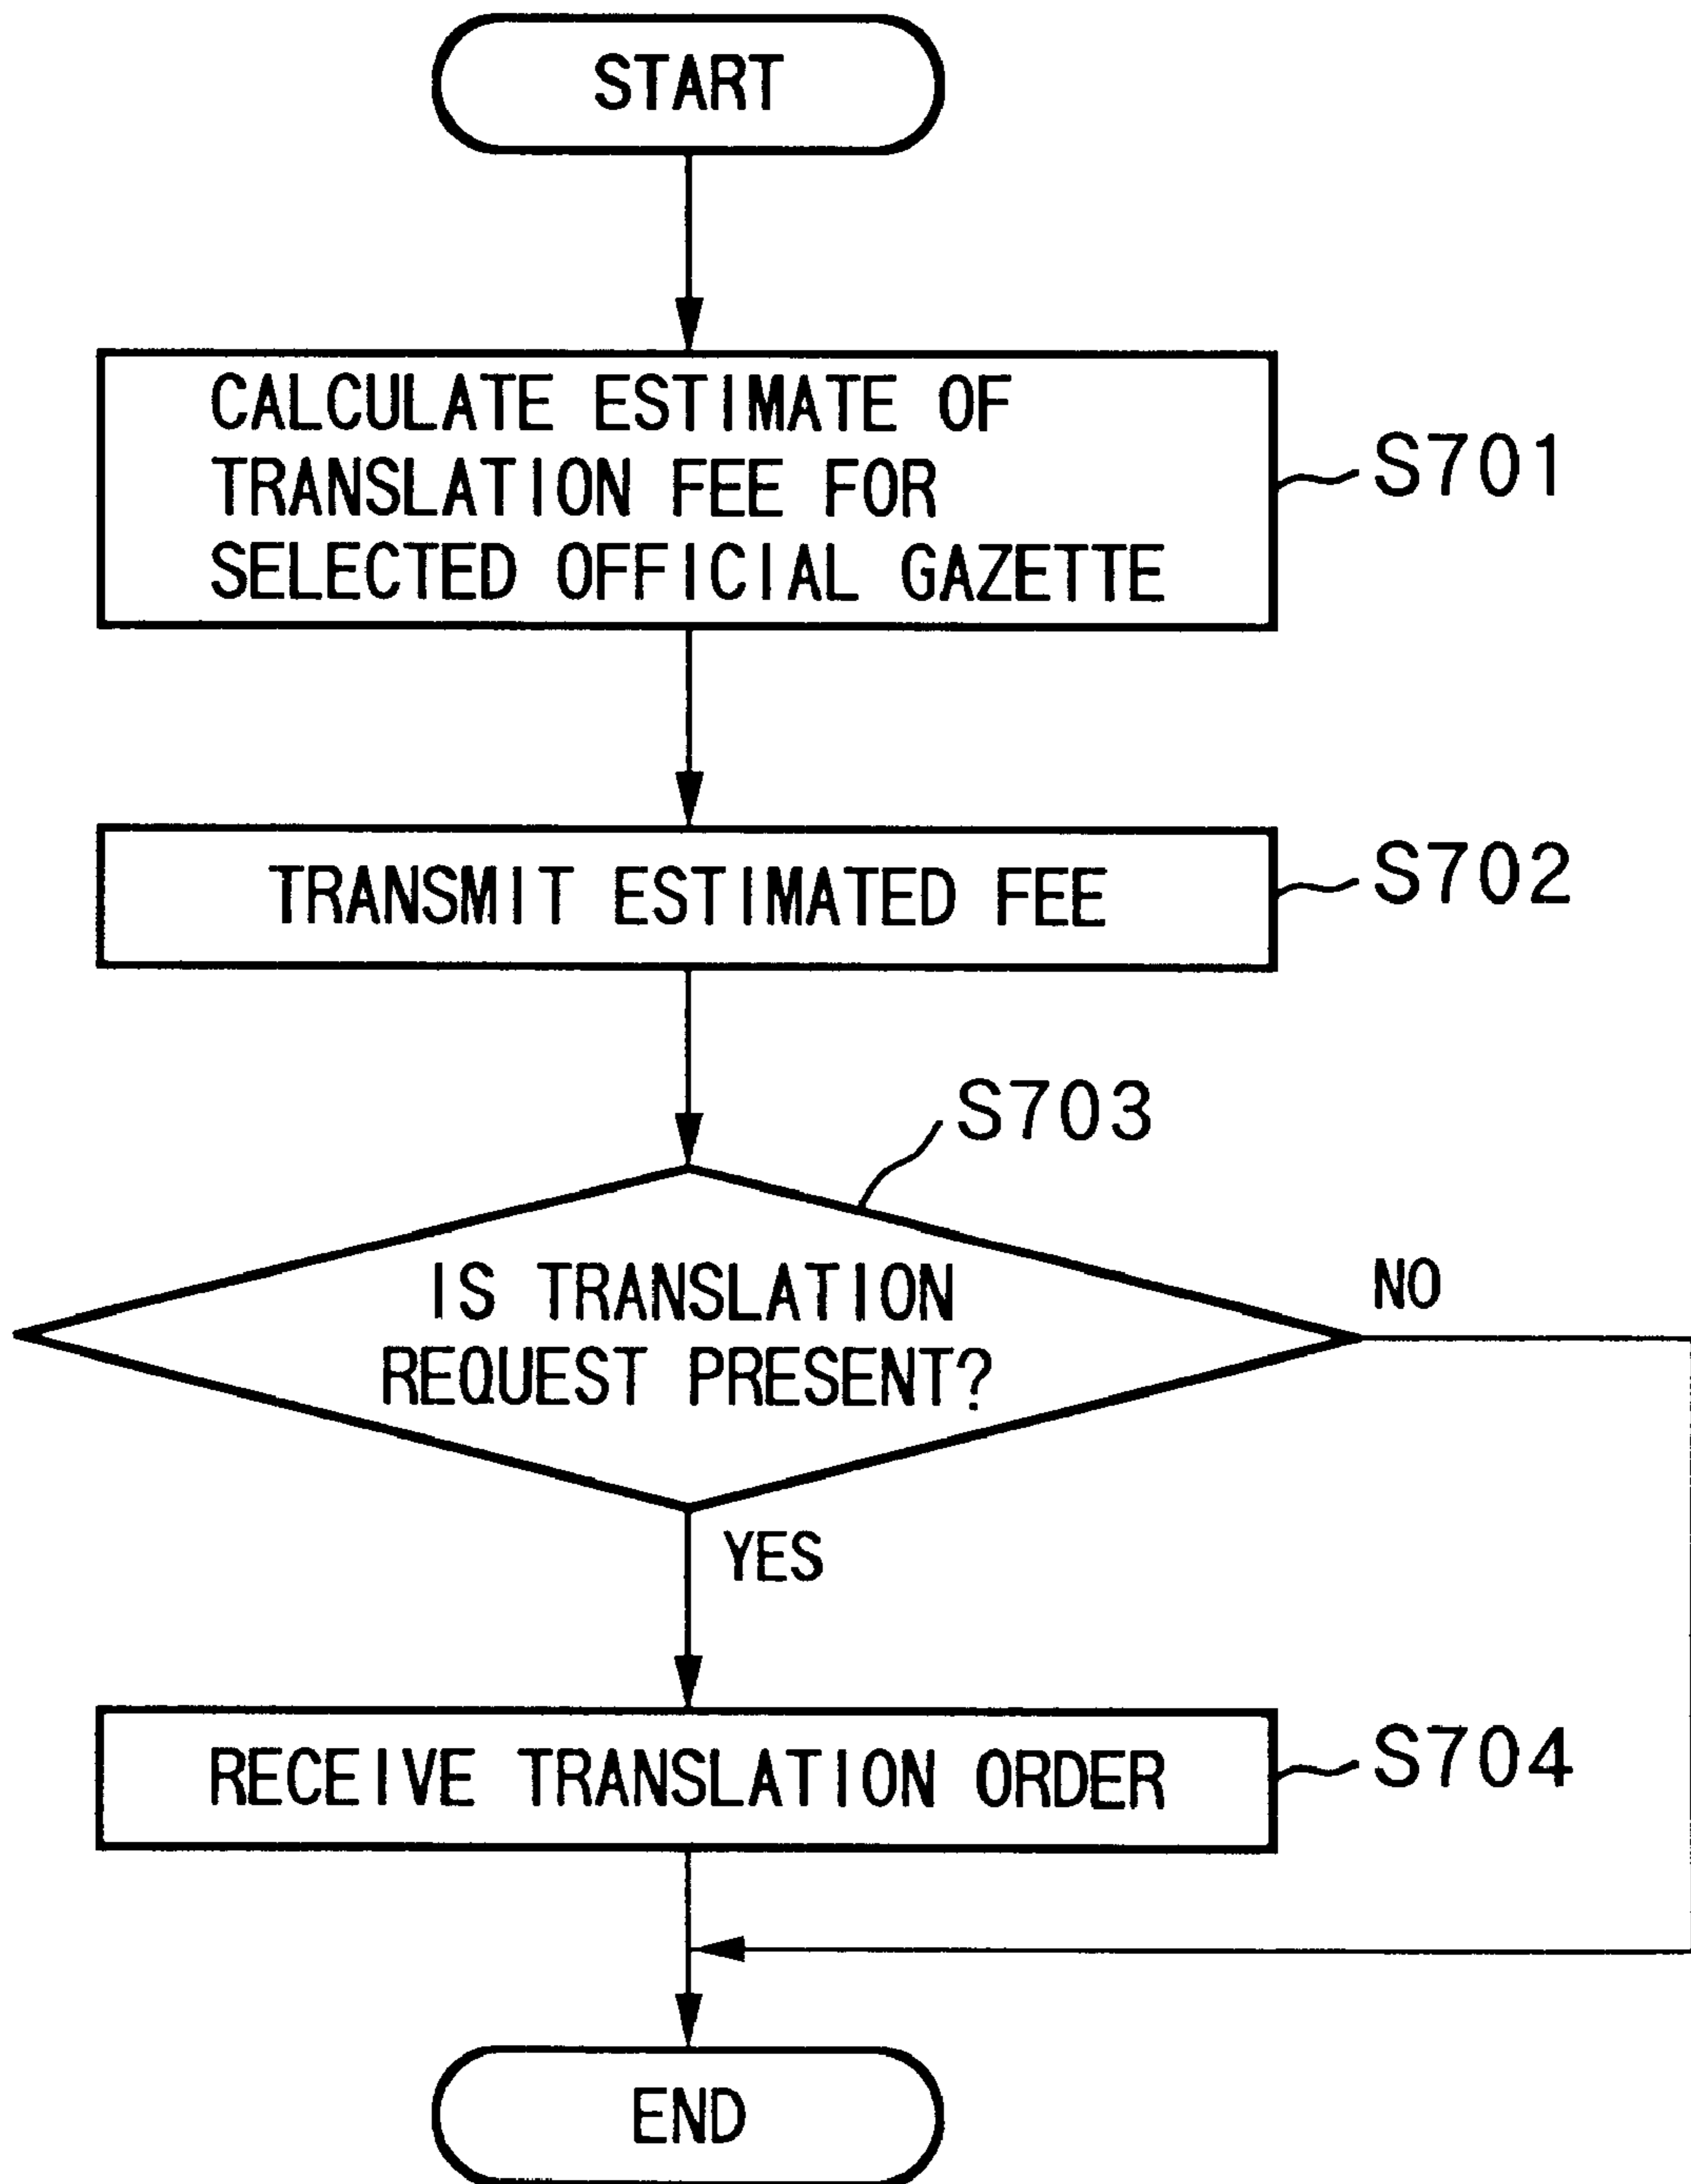 START
CALCULATE ESTIMATE OF
TRANSLATION FEE FOR
SELECTED OFFICIAL GAZETTE
S701
TRANSMIT ESTIMATED FEE
S702
S703
IS TRANSLATION
REQUEST PRESENT?
NO
YES
RECEIVE TRANSLATION ORDER
S704
END